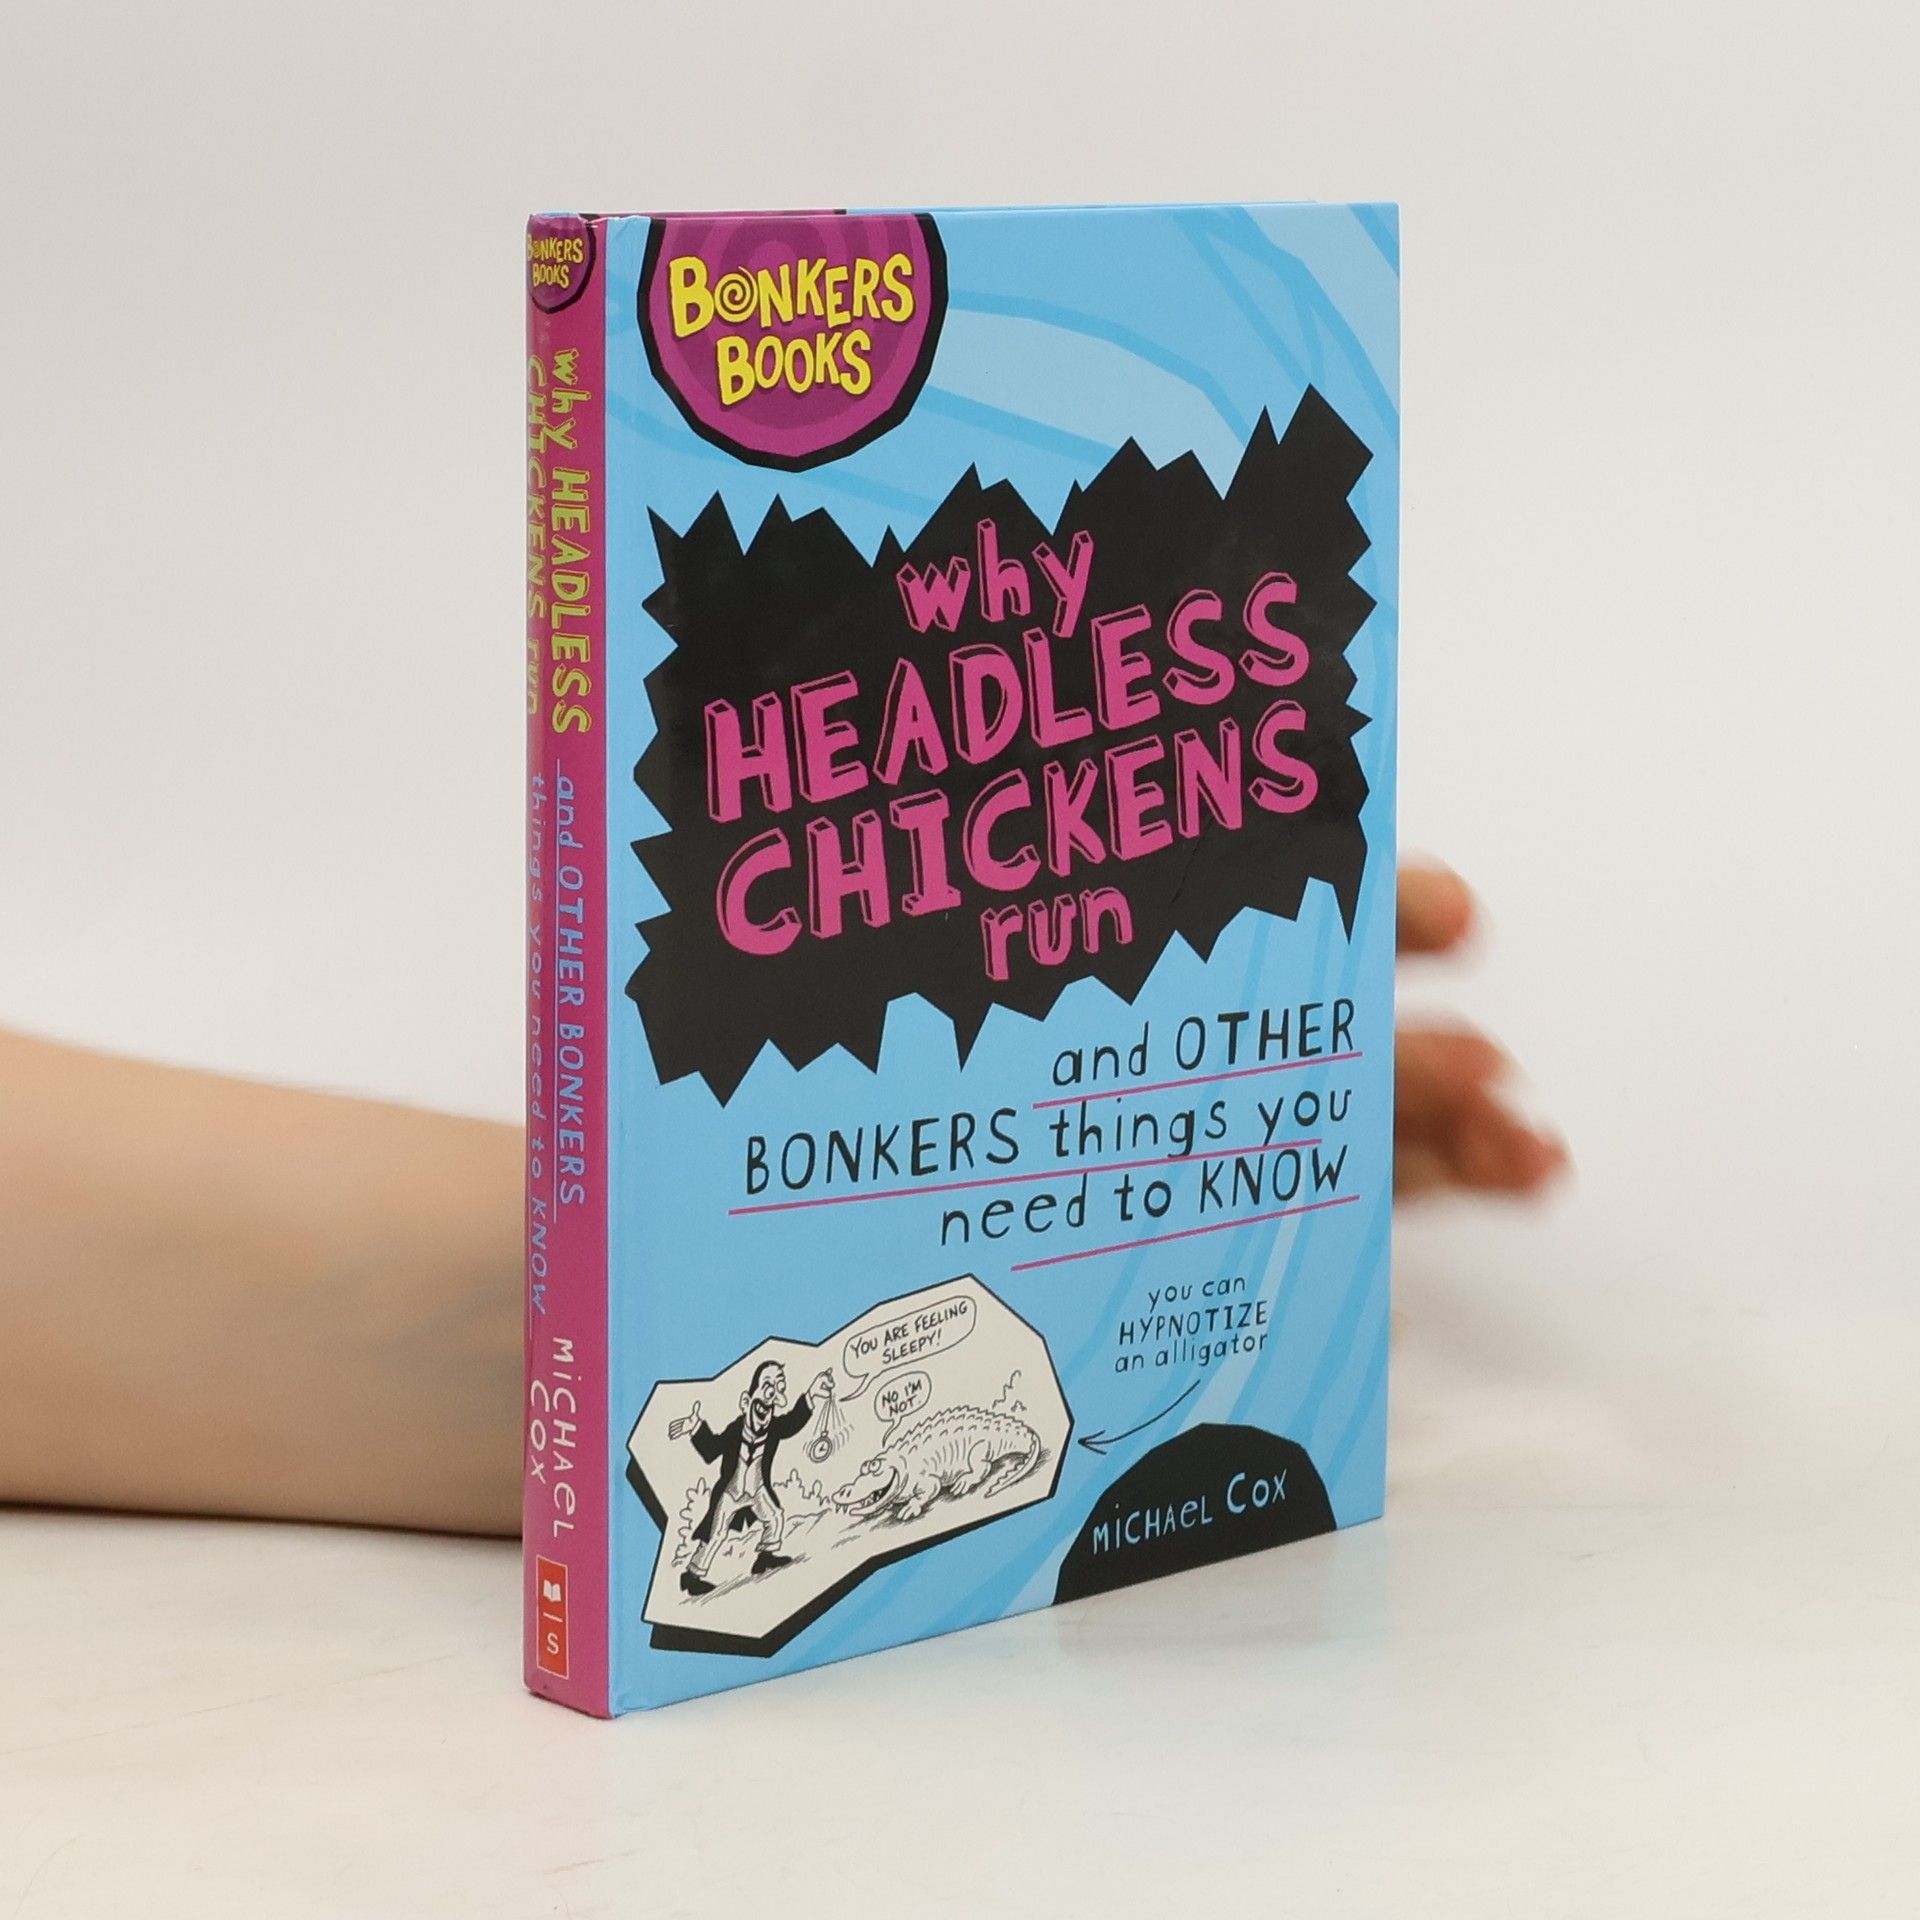 BONKERS
BOOKS
why HEADLESS
CHICKENS run
and OTHER BONKERS
things you need to KNOW
MiCHAeL
COX
S
BONKERS
BOOKS
why
HEADLESS
CHICKENS
run
and OTHER
BONKERS things you
need to KNOW
you can
HYPNOTIZE
an alligator
YOU ARE FEELING
SLEEPY!
NO I'M
NOT.
MiCHAeL COX